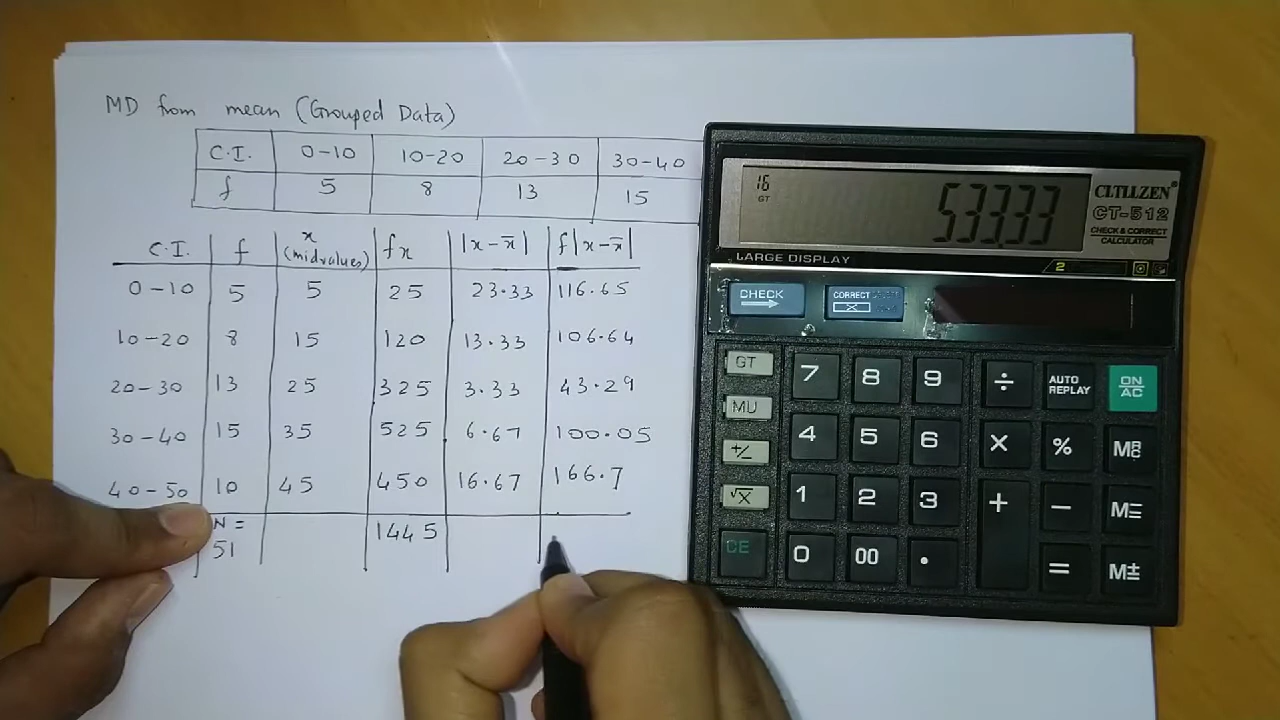 MD from mean (Grouped Data)
C.I. 0-10 10-20 20-30 30-40
f 5 8 13 15
C.I. f x (midvalues) fx |x-x̅| f|x-x̅|
0-10 5 5 25 23.33 116.65
10-20 8 15 120 13.33 106.64
20-30 13 25 325 3.33 43.29
30-40 15 35 525 6.67 100.05
40-50 10 45 450 16.67 166.7
N = 1445
51
16
GT
533.33
CLTLLZEN
CT-512
CHECK & CORRECT
CALCULATOR
LARGE DISPLAY
2
CHECK CORRECT
GT 7 8 9 ÷ AUTO REPLAY ON/AC
MU 4 5 6 × % MRC
+/- 1 2 3 + − M=
√X
CE 0 00 . = M±